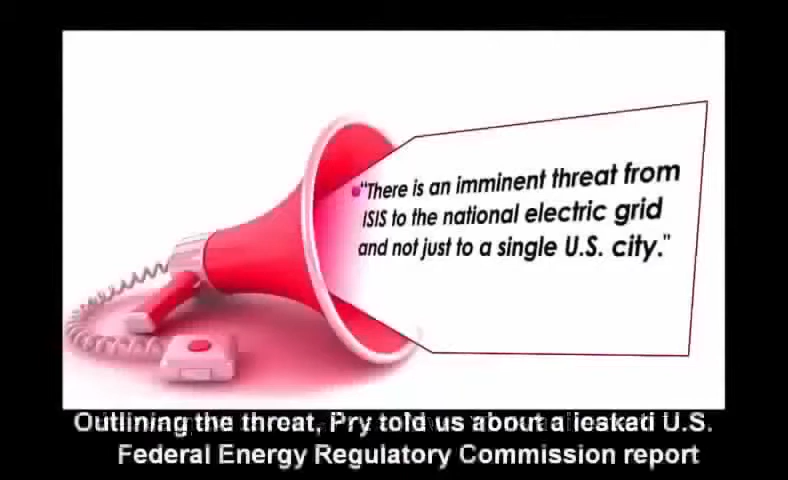 "There is an imminent threat from
ISIS to the national electric grid
and not just to a single U.S. city."
Outlining the threat, Pry told us about a leakati U.S.
Federal Energy Regulatory Commission report